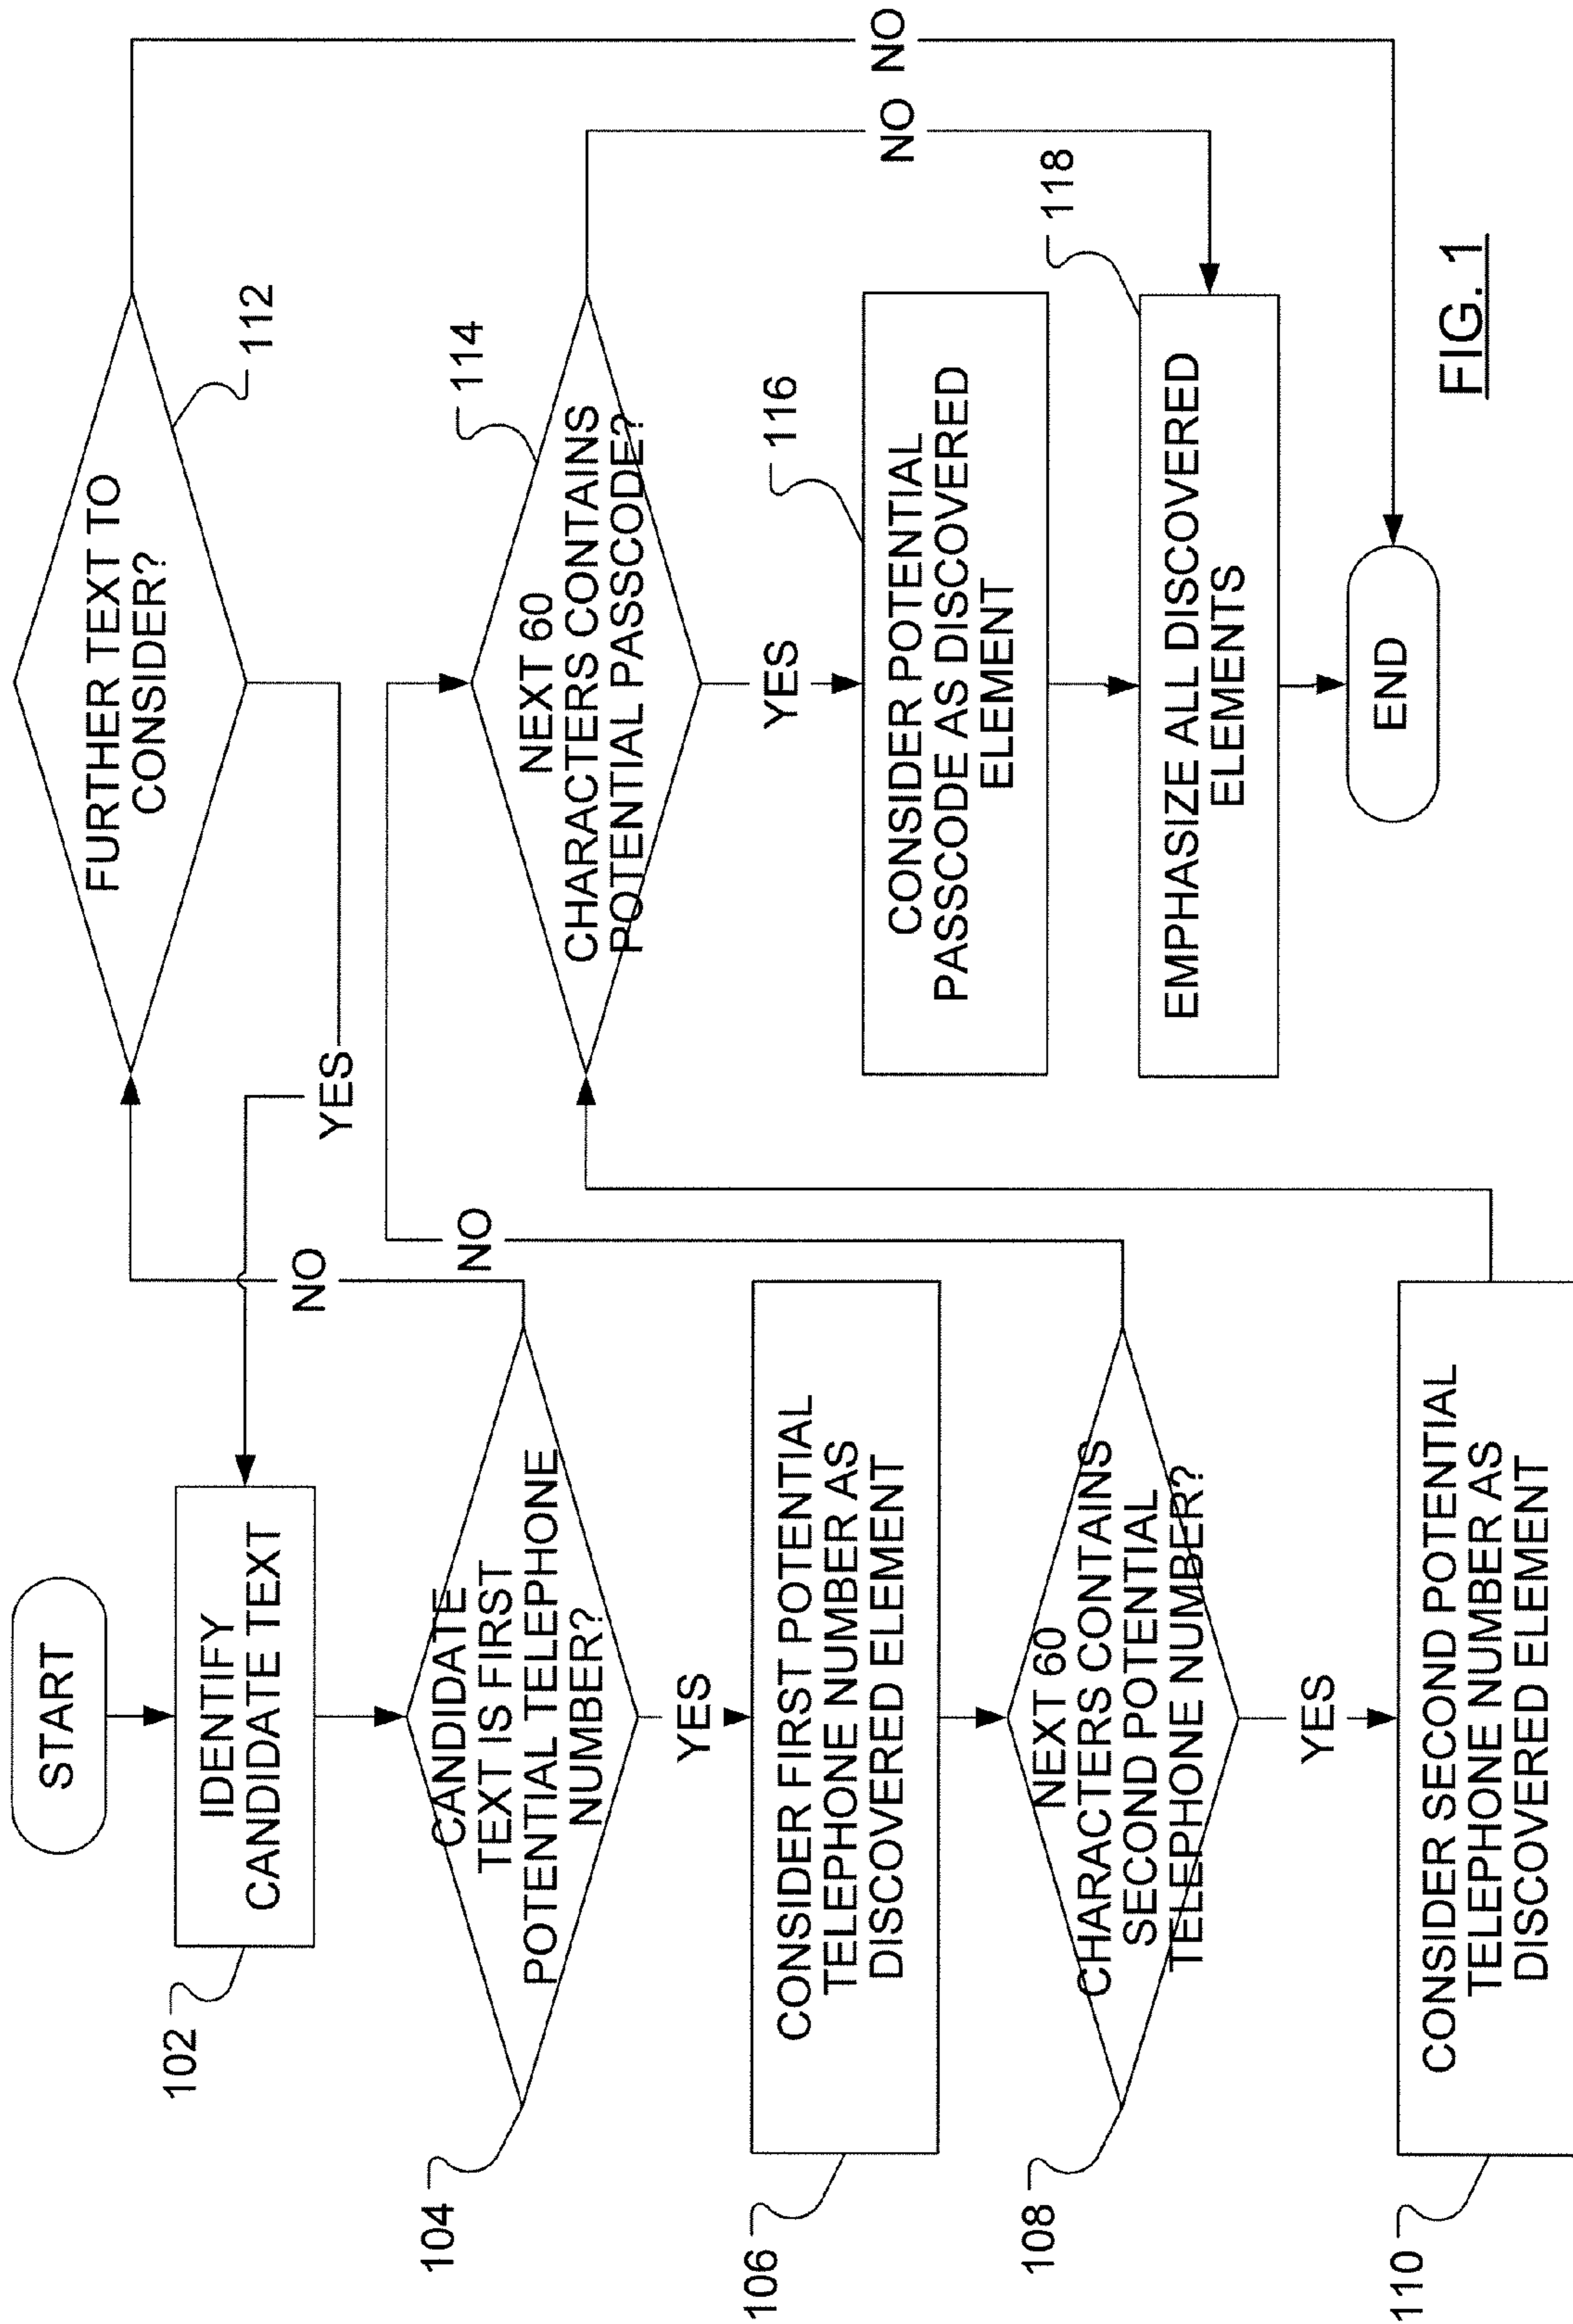 START
102
IDENTIFY
CANDIDATE TEXT
104
CANDIDATE
TEXT IS FIRST
POTENTIAL TELEPHONE
NUMBER?
NO
YES
106
CONSIDER FIRST POTENTIAL
TELEPHONE NUMBER AS
DISCOVERED ELEMENT
108
NEXT 60
CHARACTERS CONTAINS
SECOND POTENTIAL
TELEPHONE NUMBER?
NO
YES
110
CONSIDER SECOND POTENTIAL
TELEPHONE NUMBER AS
DISCOVERED ELEMENT
FURTHER TEXT TO
CONSIDER?
112
YES
NO
NEXT 60
CHARACTERS CONTAINS
POTENTIAL PASSCODE?
114
NO
YES
116
CONSIDER POTENTIAL
PASSCODE AS DISCOVERED
ELEMENT
118
EMPHASIZE ALL DISCOVERED
ELEMENTS
END
FIG. 1